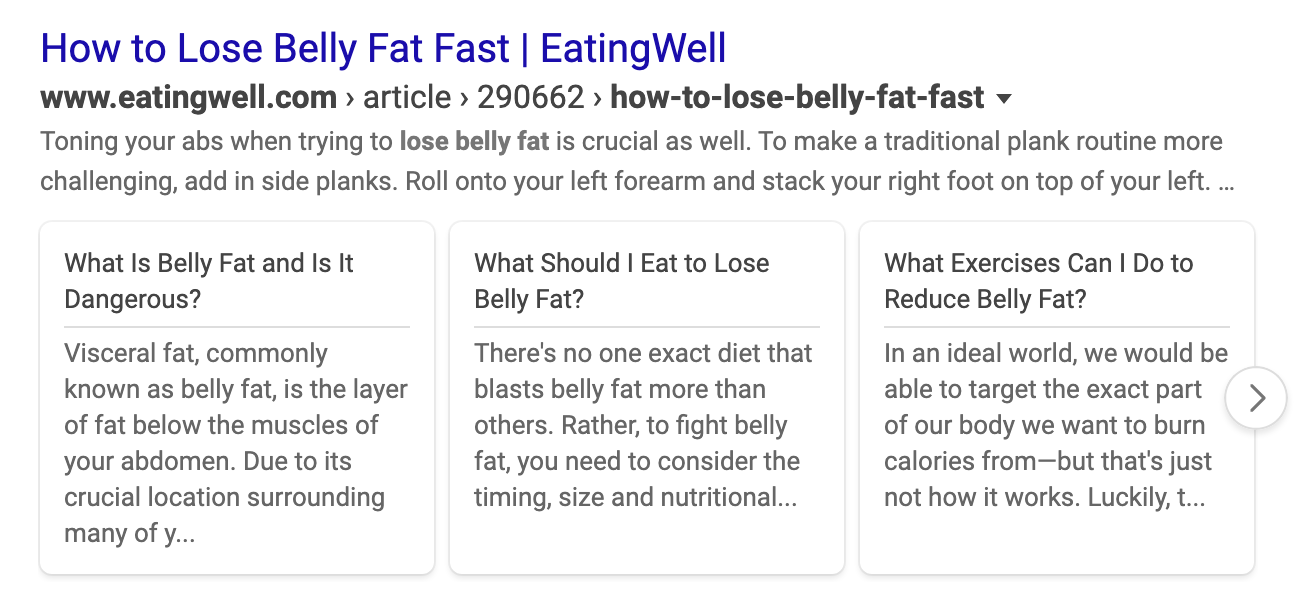 How to Lose Belly Fat Fast | EatingWell
www.eatingwell.com › article › 290662 › how-to-lose-belly-fat-fast
Toning your abs when trying to lose belly fat is crucial as well. To make a traditional plank routine more
challenging, add in side planks. Roll onto your left forearm and stack your right foot on top of your left. ...
What Is Belly Fat and Is It
Dangerous?
Visceral fat, commonly
known as belly fat, is the layer
of fat below the muscles of
your abdomen. Due to its
crucial location surrounding
many of y...
What Should I Eat to Lose
Belly Fat?
There's no one exact diet that
blasts belly fat more than
others. Rather, to fight belly
fat, you need to consider the
timing, size and nutritional...
What Exercises Can I Do to
Reduce Belly Fat?
In an ideal world, we would be
able to target the exact part
of our body we want to burn
calories from—but that's just
not how it works. Luckily, t...